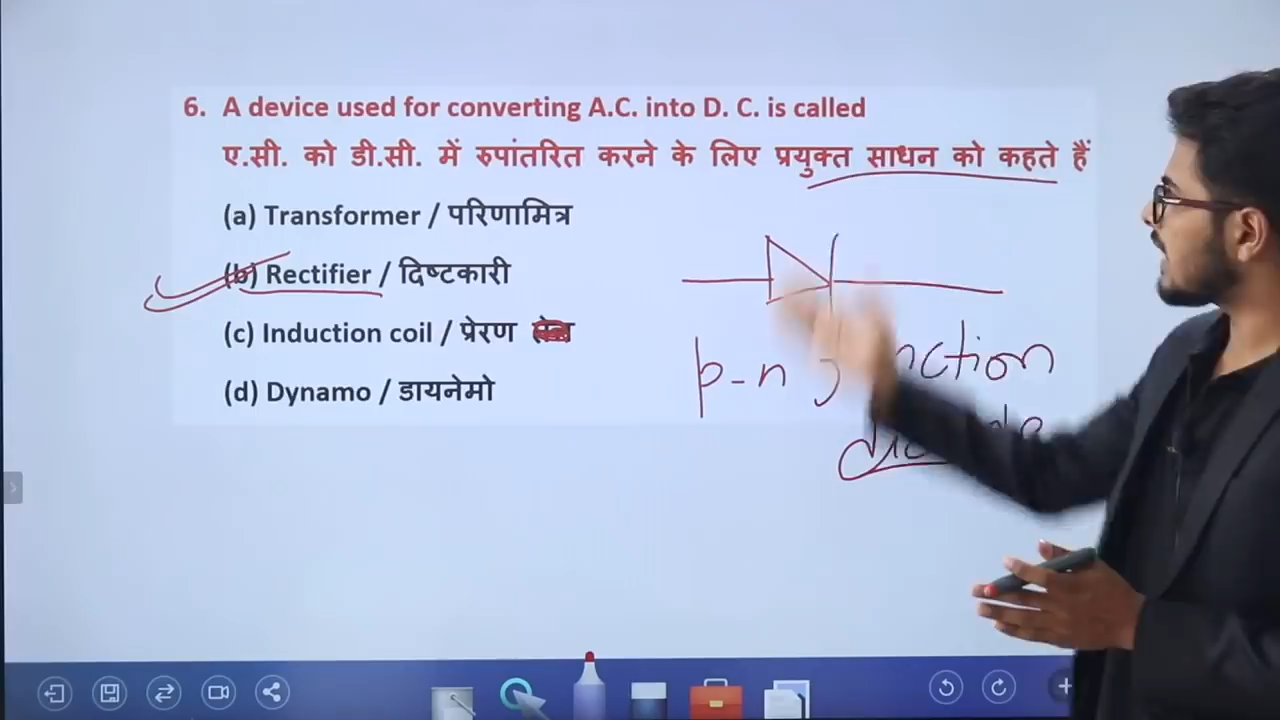 6. A device used for converting A.C. into D. C. is called
ए.सी. को डी.सी. में रुपांतरित करने के लिए प्रयुक्त साधन को कहते हैं
(a) Transformer / परिणामित्र
(b) Rectifier / दिष्टकारी
(c) Induction coil / प्रेरण
(d) Dynamo / डायनेमो
p-n